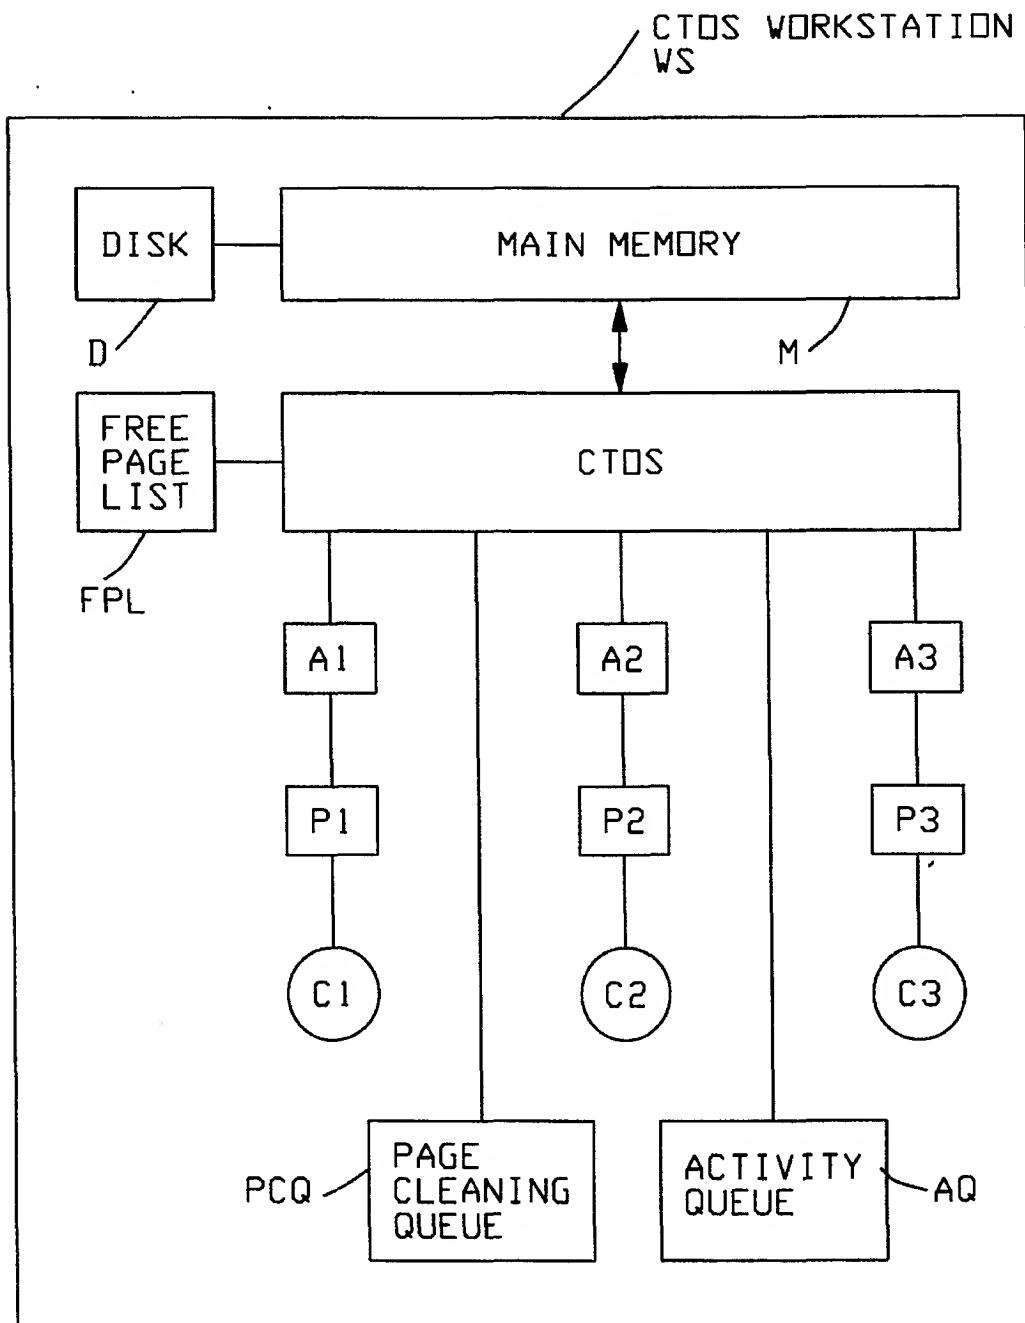 CTOS WORKSTATION
WS
DISK
MAIN MEMORY
D
M
FREE
PAGE
LIST
CTOS
FPL
A1
A2
A3
P1
P2
P3
C1
C2
C3
PAGE
CLEANING
QUEUE
PCQ
ACTIVITY
QUEUE
AQ